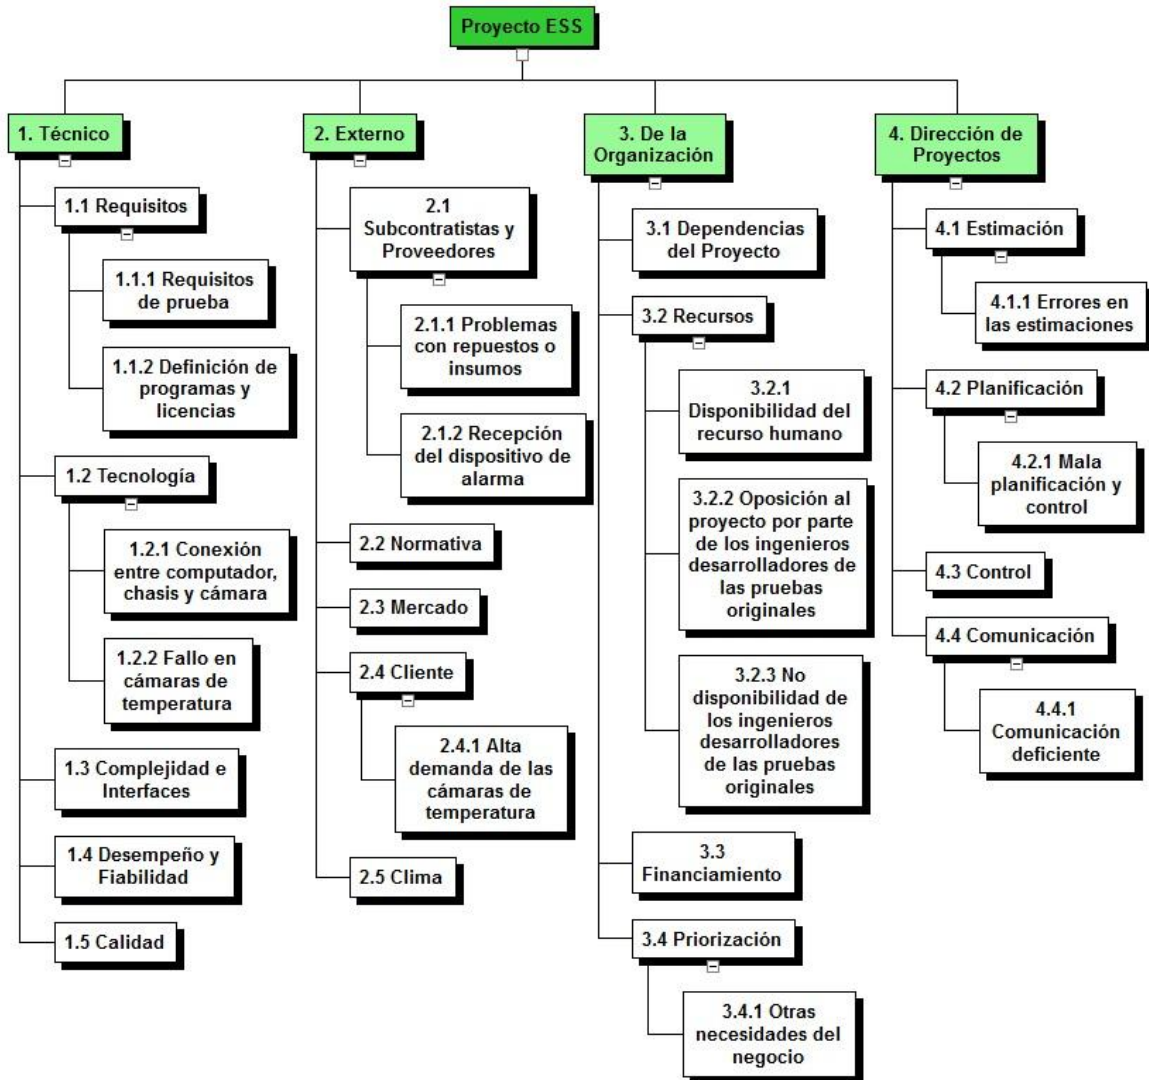 Proyecto ESS
1. Técnico
1.1 Requisitos
1.1.1 Requisitos
de prueba
1.1.2 Definición de
programas y
licencias
1.2 Tecnología
1.2.1 Conexión
entre computador,
chasis y cámara
1.2.2 Fallo en
cámaras de
temperatura
1.3 Complejidad e
Interfaces
1.4 Desempeño y
Fiabilidad
1.5 Calidad
2. Externo
2.1
Subcontratistas y
Proveedores
2.1.1 Problemas
con repuestos o
insumos
2.1.2 Recepción
del dispositivo de
alarma
2.2 Normativa
2.3 Mercado
2.4 Cliente
2.4.1 Alta
demanda de las
cámaras de
temperatura
2.5 Clima
3. De la
Organización
3.1 Dependencias
del Proyecto
3.2 Recursos
3.2.1
Disponibilidad del
recurso humano
3.2.2 Oposición al
proyecto por parte
de los ingenieros
desarrolladores de
las pruebas
originales
3.2.3 No
disponibilidad de
los ingenieros
desarrolladores
de las pruebas
originales
3.3
Financiamiento
3.4 Priorización
3.4.1 Otras
necesidades del
negocio
4. Dirección de
Proyectos
4.1 Estimación
4.1.1 Errores en
las estimaciones
4.2 Planificación
4.2.1 Mala
planificación y
control
4.3 Control
4.4 Comunicación
4.4.1
Comunicación
deficiente